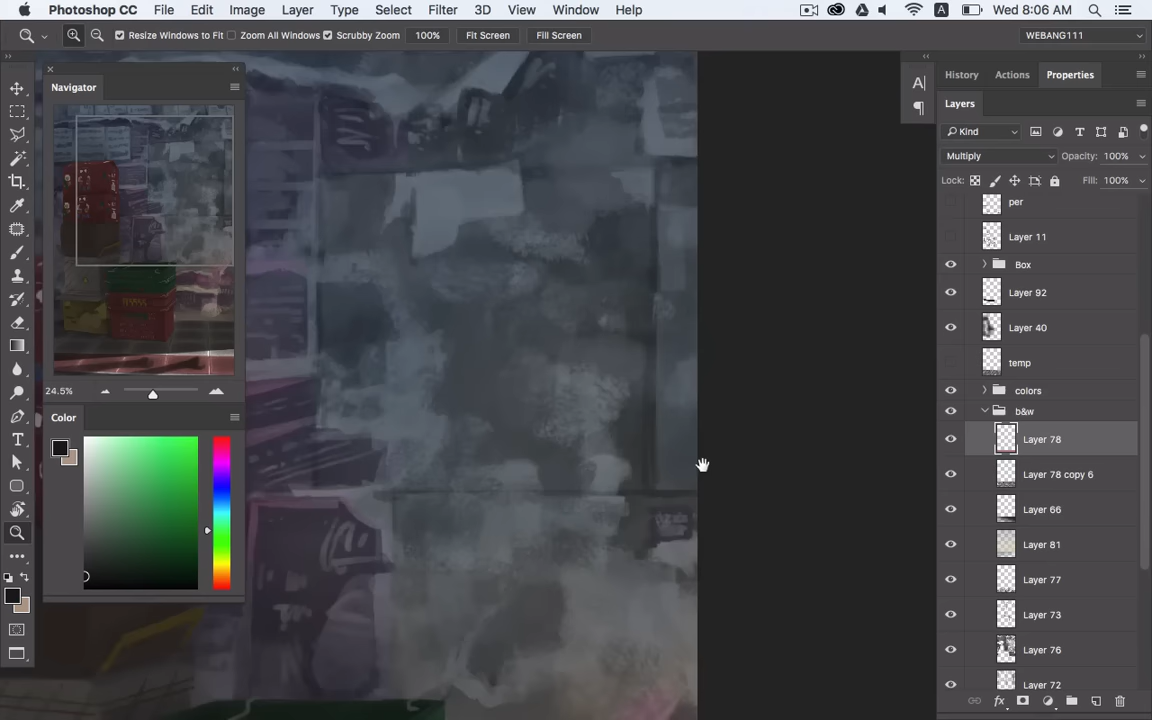 Photoshop CC File Edit Image Layer Type Select Filter 3D View Window Help A Wed 8:06 AM
Resize Windows to Fit Zoom All Windows Scrubby Zoom 100% Fit Screen Fill Screen WEBANG111
Navigator
24.5%
Color
History Actions Properties
Layers
Kind
Multiply Opacity: 100%
Lock: Fill: 100%
per
Layer 11
Box
Layer 92
Layer 40
temp
colors
b&w
Layer 78
Layer 78 copy 6
Layer 66
Layer 81
Layer 77
Layer 73
Layer 76
Layer 72